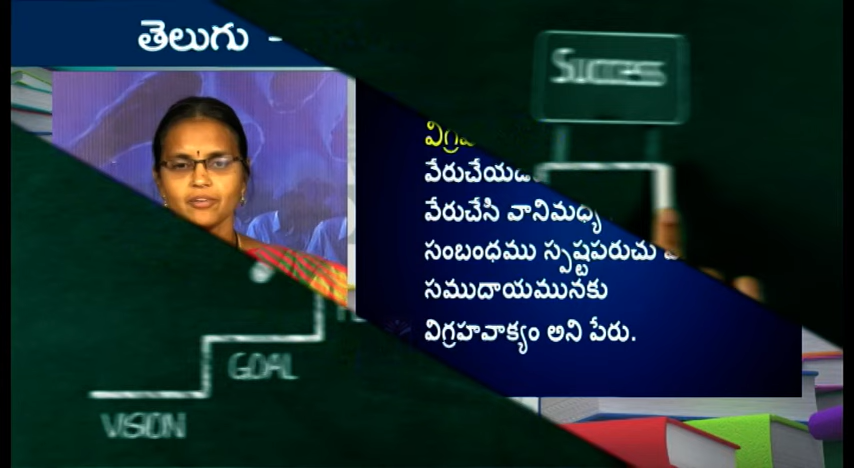 తెలుగు -
Success
వేరుచేసి వానిమధ్య
సంబంధము స్పష్టపరుచు
సముదాయమునకు
విగ్రహవాక్యం అని పేరు.
GOAL
VISION